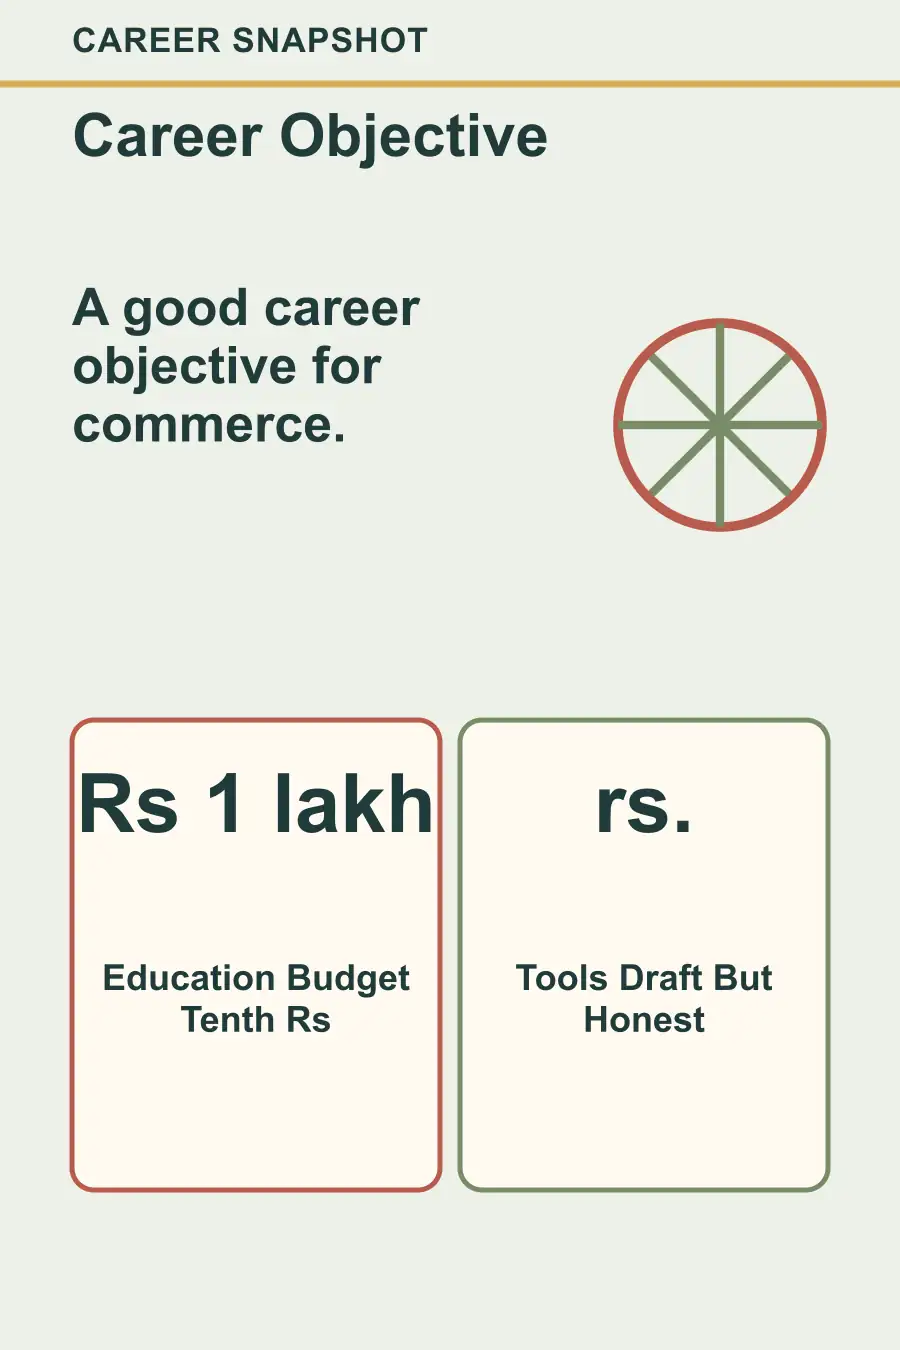 CAREER SNAPSHOT
Career Objective
A good career
objective for
commerce.
Rs 1 lakh
Education Budget
Tenth Rs
rs.
Tools Draft But
Honest